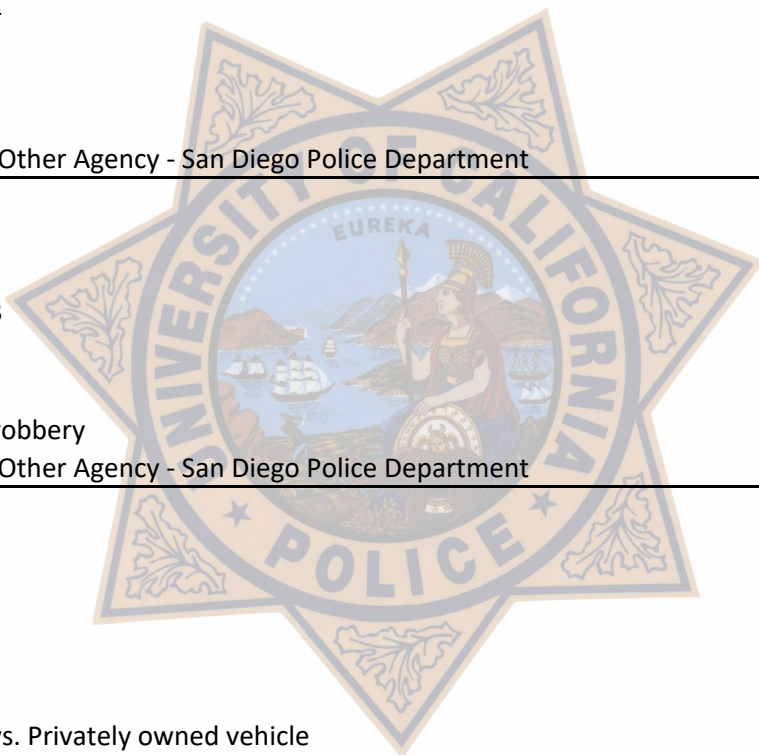 Other Agency - San Diego Police Department
UNIVERSITY OF CALIFORNIA
EUREKA
Other Agency - San Diego Police Department
POLICE
Privately owned vehicle